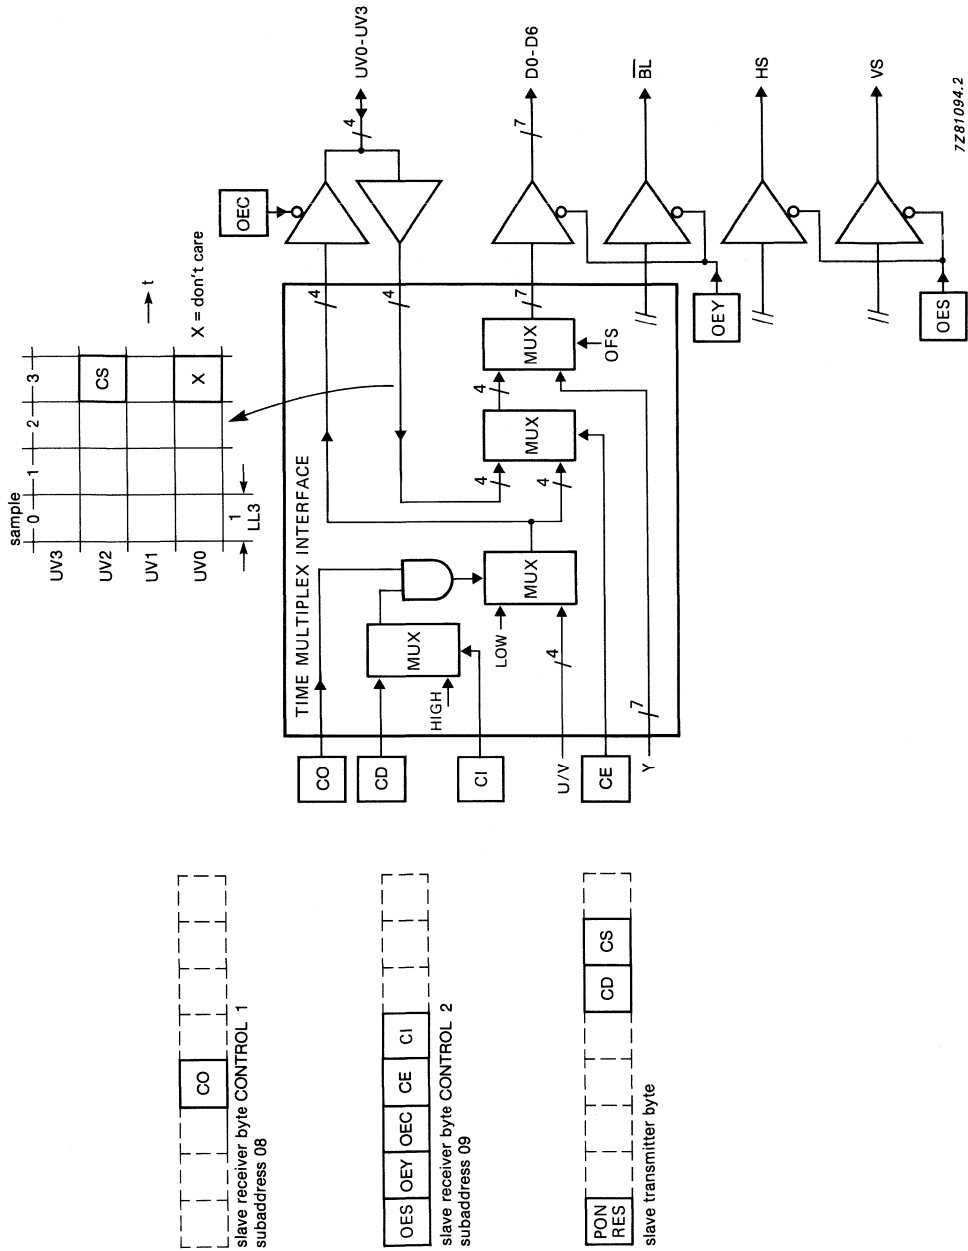 sample
0 1 2 3
UV3
UV2 CS
UV1
UV0 X
1
LL3
t
X = don't care
OEC
4
UV0-UV3
TIME MULTIPLEX INTERFACE
4
4
CO
CD
CI
MUX
HIGH
LOW
MUX
U/V
4
4
4
MUX
4
CE
MUX
OFS
7
7
D0-D6
Y
7
BL
OEY
HS
OES
VS
7Z81094.2
CO
slave receiver byte CONTROL 1
subaddress 08
OES OEY OEC CE CI
slave receiver byte CONTROL 2
subaddress 09
PON
RES
CD CS
slave transmitter byte